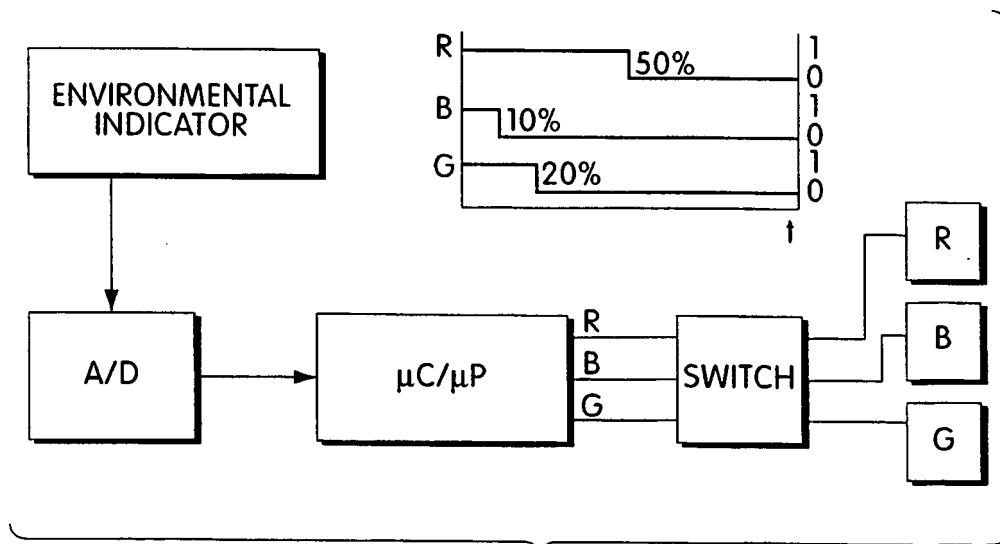 ENVIRONMENTAL
INDICATOR
R 50% 1
0
B 10% 1
0
G 20% 1
0
t
A/D
μC/μP
R
B
G
SWITCH
R
B
G